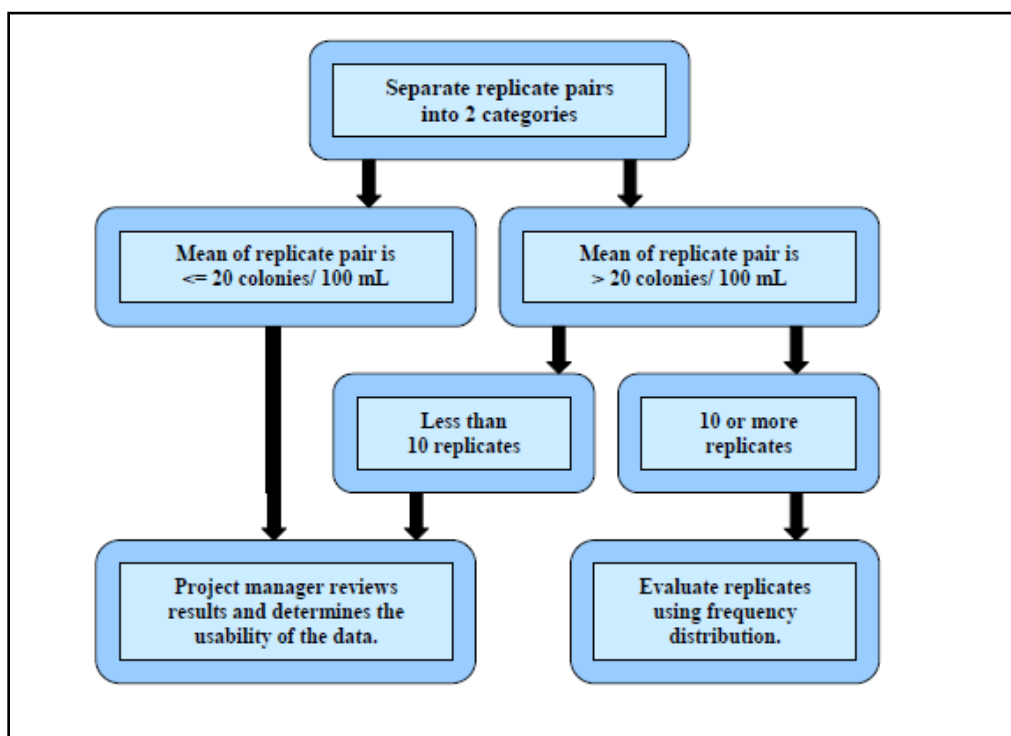 Separate replicate pairs
into 2 categories
Mean of replicate pair is
<= 20 colonies/ 100 mL
Mean of replicate pair is
> 20 colonies/ 100 mL
Less than
10 replicates
10 or more
replicates
Project manager reviews
results and determines the
usability of the data.
Evaluate replicates
using frequency
distribution.